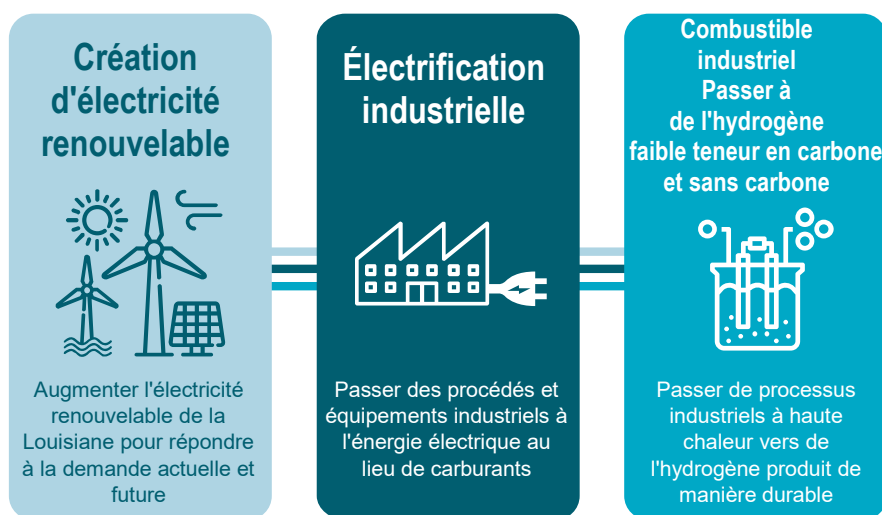 Création
d'électricité
renouvelable
Augmenter l'électricité
renouvelable de la
Louisiane pour répondre
à la demande actuelle et
future
Électrification
industrielle
Passer des procédés et
équipements industriels à
l'énergie électrique au
lieu de carburants
Combustible
industriel
Passer à
de l'hydrogène
faible teneur en carbone
et sans carbone
Passer de processus
industriels à haute
chaleur vers de
l'hydrogène produit de
manière durable